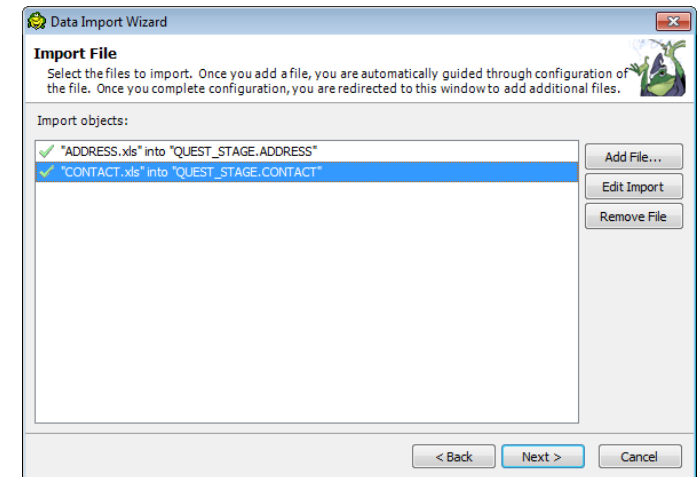 Data Import Wizard
Import File
Select the files to import. Once you add a file, you are automatically guided through configuration of
the file. Once you complete configuration, you are redirected to this window to add additional files.
Import objects:
"ADDRESS.xls" into "QUEST_STAGE.ADDRESS"
"CONTACT.xls" into "QUEST_STAGE.CONTACT"
Add File...
Edit Import
Remove File
< Back
Next >
Cancel